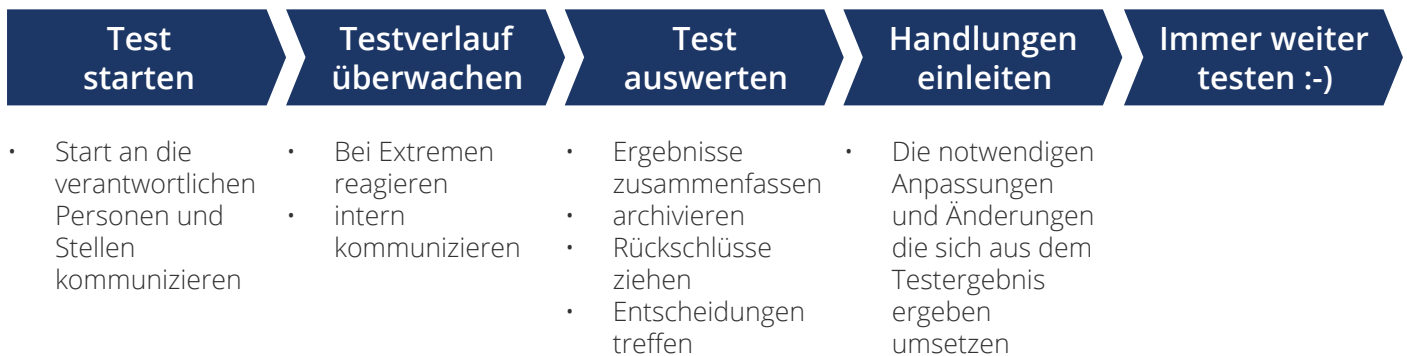 Test
starten
Testverlauf
überwachen
Test
auswerten
Handlungen
einleiten
Immer weiter
testen :-)
• Start an die
verantwortlichen
Personen und
Stellen
kommunizieren
• Bei Extremen
reagieren
• intern
kommunizieren
• Ergebnisse
zusammenfassen
• archivieren
• Rückschlüsse
ziehen
• Entscheidungen
treffen
• Die notwendigen
Anpassungen
und Änderungen
die sich aus dem
Testergebnis
ergeben
umsetzen